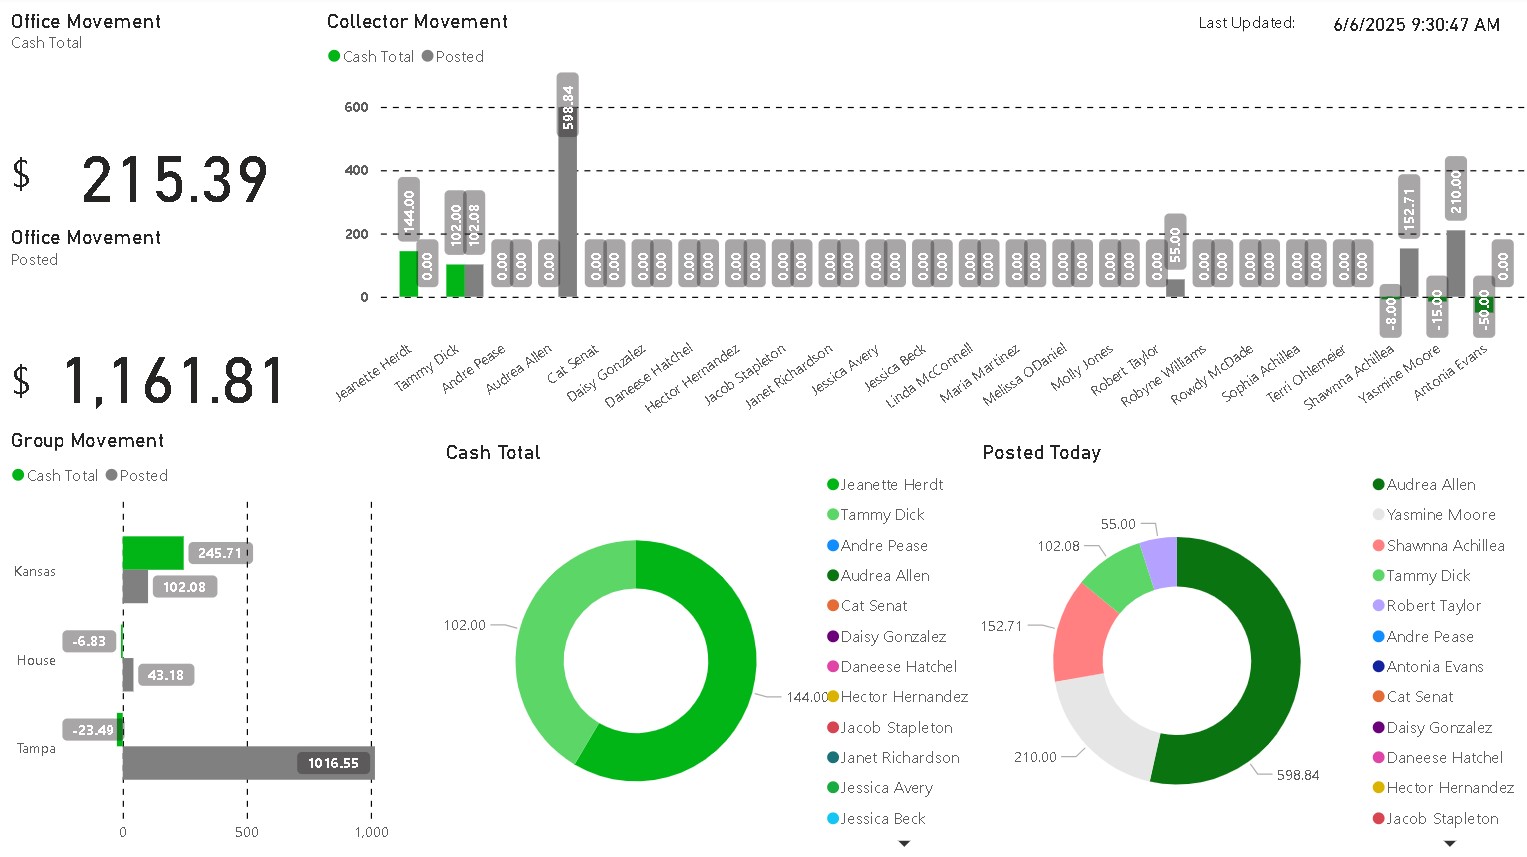 Office Movement
Cash Total
$ 215.39
Office Movement
Posted
$ 1,161.81
Collector Movement
Last Updated: 6/6/2025 9:30:47 AM
Cash Total Posted
600
400
200
0
144.00 0.00
102.00 102.08
0.00 0.00
0.00 598.84
0.00 0.00
0.00 0.00
0.00 0.00
0.00 0.00
0.00 0.00
0.00 0.00
0.00 0.00
0.00 0.00
0.00 0.00
0.00 0.00
0.00 0.00
0.00 0.00
0.00 55.00
0.00 0.00
0.00 0.00
0.00 0.00
0.00 0.00
-8.00 152.71
-15.00 210.00
-50.00 0.00
Jeanette Herdt
Tammy Dick
Andre Pease
Audrea Allen
Cat Senat
Daisy Gonzalez
Daneese Hatchel
Hector Hernandez
Jacob Stapleton
Janet Richardson
Jessica Avery
Jessica Beck
Linda McConnell
Maria Martinez
Melissa ODaniel
Molly Jones
Robert Taylor
Robyne Williams
Rowdy McDade
Sophia Achillea
Terri Ohlemeier
Shawnna Achillea
Yasmine Moore
Antonia Evans
Group Movement
Cash Total Posted
Kansas
245.71
102.08
House
-6.83
43.18
Tampa
-23.49
1016.55
0 500 1,000
Cash Total
102.00
144.00
Jeanette Herdt
Tammy Dick
Andre Pease
Audrea Allen
Cat Senat
Daisy Gonzalez
Daneese Hatchel
Hector Hernandez
Jacob Stapleton
Janet Richardson
Jessica Avery
Jessica Beck
Posted Today
55.00
102.08
152.71
210.00
598.84
Audrea Allen
Yasmine Moore
Shawnna Achillea
Tammy Dick
Robert Taylor
Andre Pease
Antonia Evans
Cat Senat
Daisy Gonzalez
Daneese Hatchel
Hector Hernandez
Jacob Stapleton